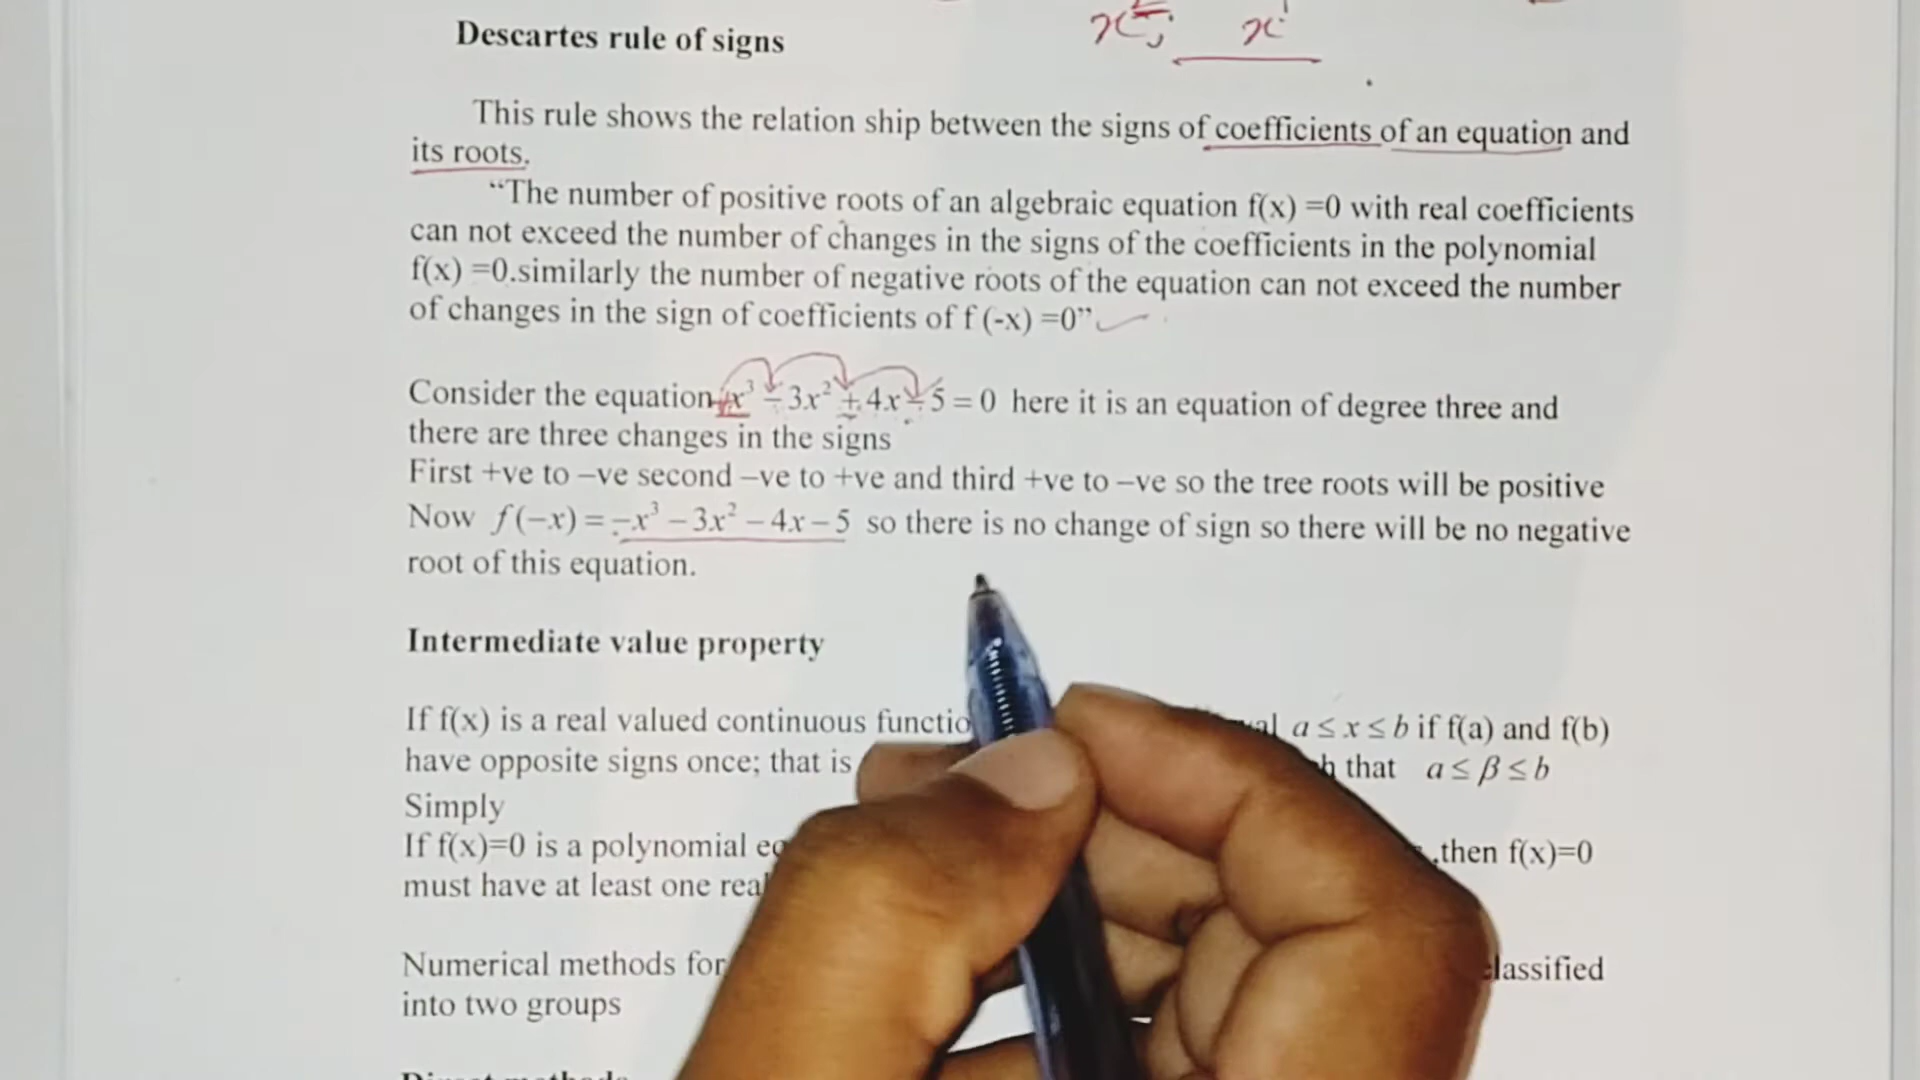 x²; x¹
Descartes rule of signs
This rule shows the relation ship between the signs of coefficients of an equation and
its roots.
“The number of positive roots of an algebraic equation f(x) =0 with real coefficients
can not exceed the number of changes in the signs of the coefficients in the polynomial
f(x) =0.similarly the number of negative roots of the equation can not exceed the number
of changes in the sign of coefficients of f (-x) =0”
Consider the equation x³ − 3x² + 4x − 5 = 0 here it is an equation of degree three and
there are three changes in the signs
First +ve to –ve second –ve to +ve and third +ve to –ve so the tree roots will be positive
Now f(−x) = −x³ − 3x² − 4x − 5 so there is no change of sign so there will be no negative
root of this equation.
Intermediate value property
If f(x) is a real valued continuous a ≤ x ≤ b if f(a) and f(b)
have opposite signs once; that is that a ≤ β ≤ b
Simply
If f(x)=0 is a polynomial ,then f(x)=0
must have at least one
Numerical methods for
into two groups